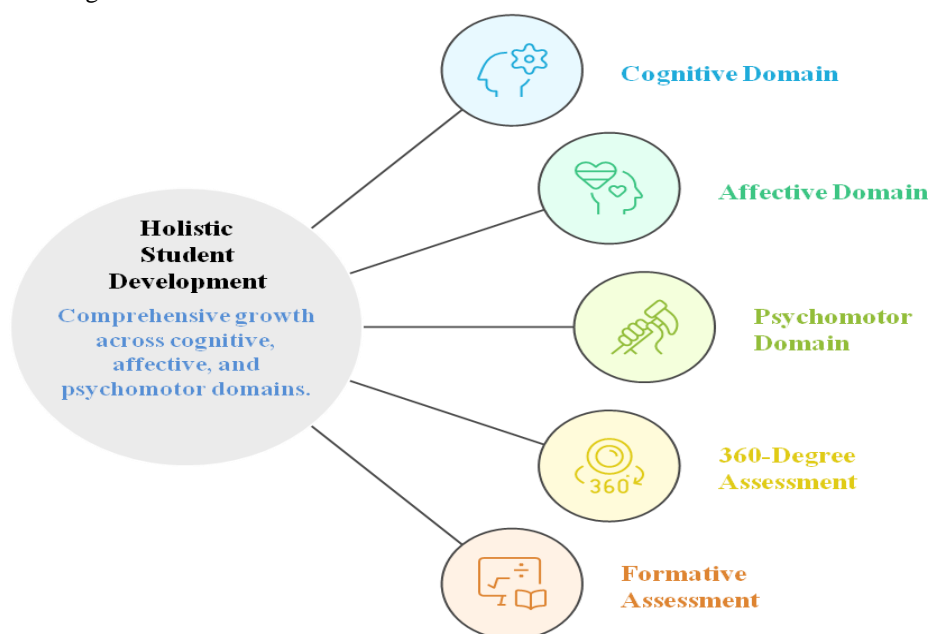 Holistic
Student
Development
Comprehensive growth
across cognitive,
affective, and
psychomotor domains.
Cognitive Domain
Affective Domain
Psychomotor
Domain
360-Degree
Assessment
360°
Formative
Assessment